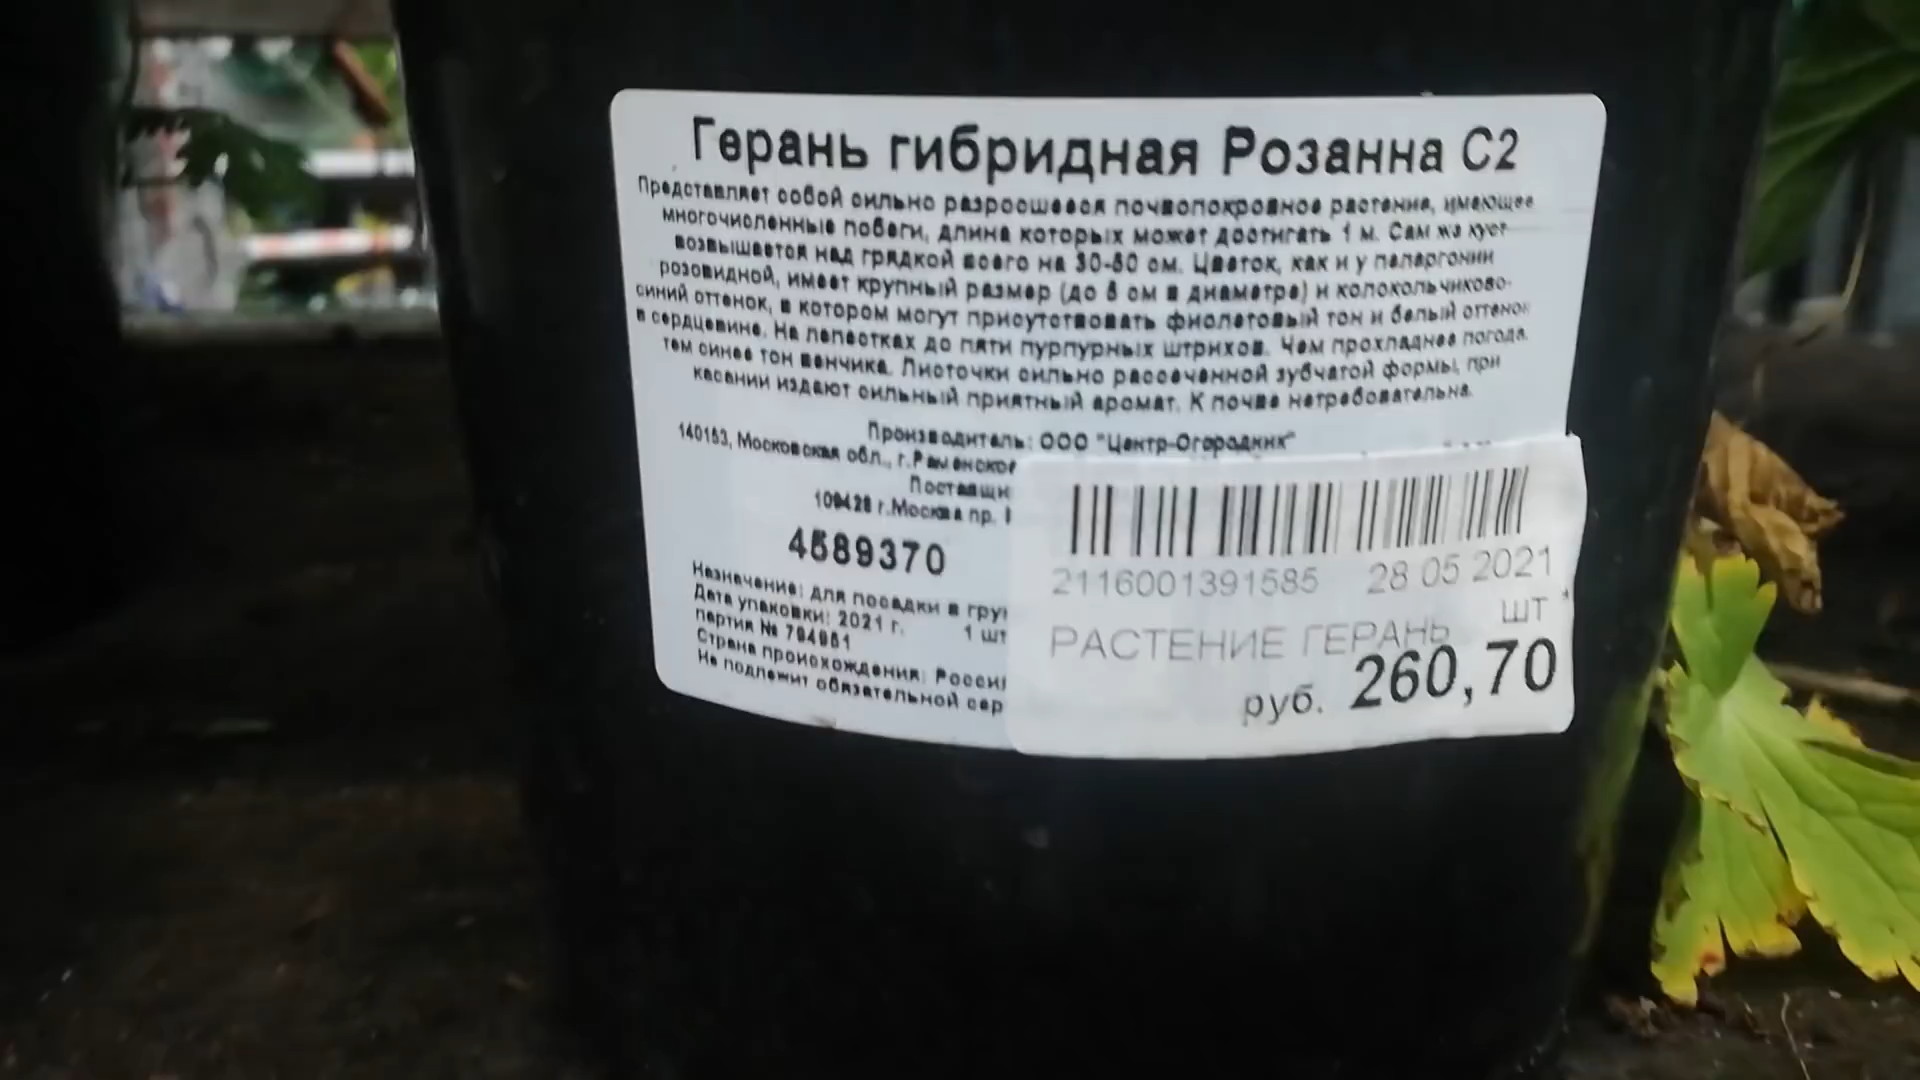 Герань гибридная Розанна С2
Представляет собой сильно разросшееся почвопокровное растение, имеющее
многочисленные побеги, длина которых может достигать 1 м. Сам же куст
возвышается над грядкой всего на 30-50 см. Цветок, как и у пеларгонии
розовидной, имеет крупный размер (до 6 см в диаметре) и колокольчиково-
синий оттенок, в котором могут присутствовать фиолетовый тон и белый оттенок
в сердцевине. На лепестках до пяти пурпурных штрихов. Чем прохладнее погода,
тем синее тон венчика. Листочки сильно рассеченной зубчатой формы, при
касании издают сильный приятный аромат. К почве нетребовательна.
Производитель: ООО "Центр-Огородник"
140153, Московская обл., г.Раменское
Поставщи
109428 г.Москва пр.
4589370
Назначение: для посадки в гру
Дата упаковки: 2021 г. 1 шт
партия №
Страна происхождения: Росси
Не подлежит обязательной сер
2116001391585 28 05 2021
ШТ *
РАСТЕНИЕ ГЕРАНЬ
руб. 260,70